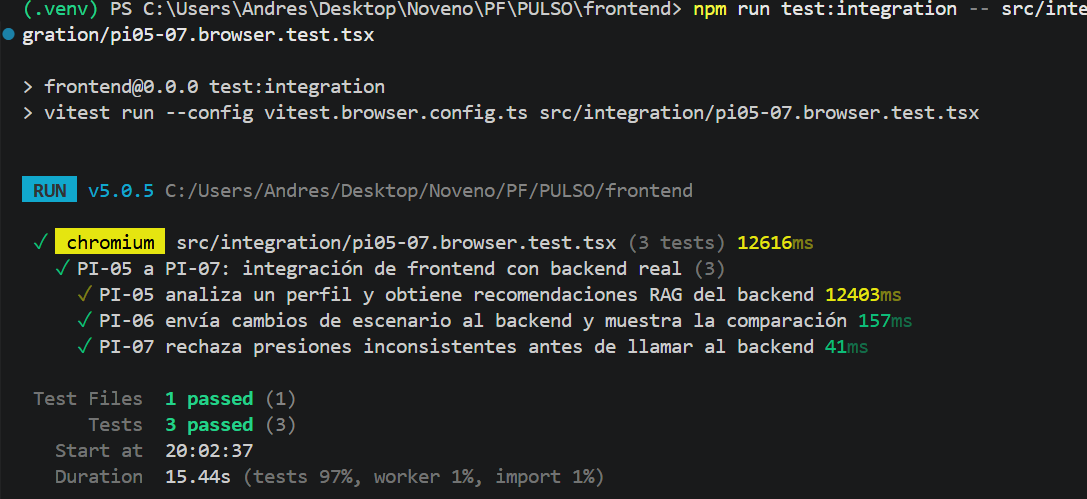 (.venv) PS C:\Users\Andres\Desktop\Noveno\PF\PULSO\frontend> npm run test:integration -- src/inte
gration/pi05-07.browser.test.tsx
> frontend@0.0.0 test:integration
> vitest run --config vitest.browser.config.ts src/integration/pi05-07.browser.test.tsx
RUN v5.0.5 C:/Users/Andres/Desktop/Noveno/PF/PULSO/frontend
✓ chromium src/integration/pi05-07.browser.test.tsx (3 tests) 12616ms
✓ PI-05 a PI-07: integración de frontend con backend real (3)
✓ PI-05 analiza un perfil y obtiene recomendaciones RAG del backend 12403ms
✓ PI-06 envía cambios de escenario al backend y muestra la comparación 157ms
✓ PI-07 rechaza presiones inconsistentes antes de llamar al backend 41ms
Test Files 1 passed (1)
Tests 3 passed (3)
Start at 20:02:37
Duration 15.44s (tests 97%, worker 1%, import 1%)